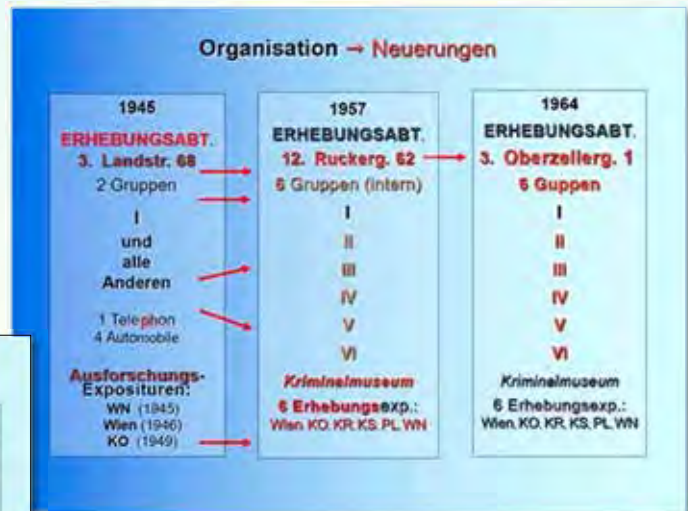 Organisation → Neuerungen
1945
ERHEBUNGSABT.
3. Landstr. 68
2 Gruppen
I
und
alle
Anderen
1 Telephon
4 Automobile
Ausforschungs-
Exposituren:
WN (1945)
Wien (1946)
KO (1949)
1957
ERHEBUNGSABT.
12. Ruckerg. 62
6 Gruppen (intern)
I
II
III
IV
V
VI
Kriminalmuseum
6 Erhebungsexp.:
Wien, KO, KR, KS, PL, WN
1964
ERHEBUNGSABT.
3. Oberzellerg. 1
6 Guppen
I
II
III
IV
V
VI
Kriminalmuseum
6 Erhebungsexp.:
Wien, KO, KR, KS, PL, WN